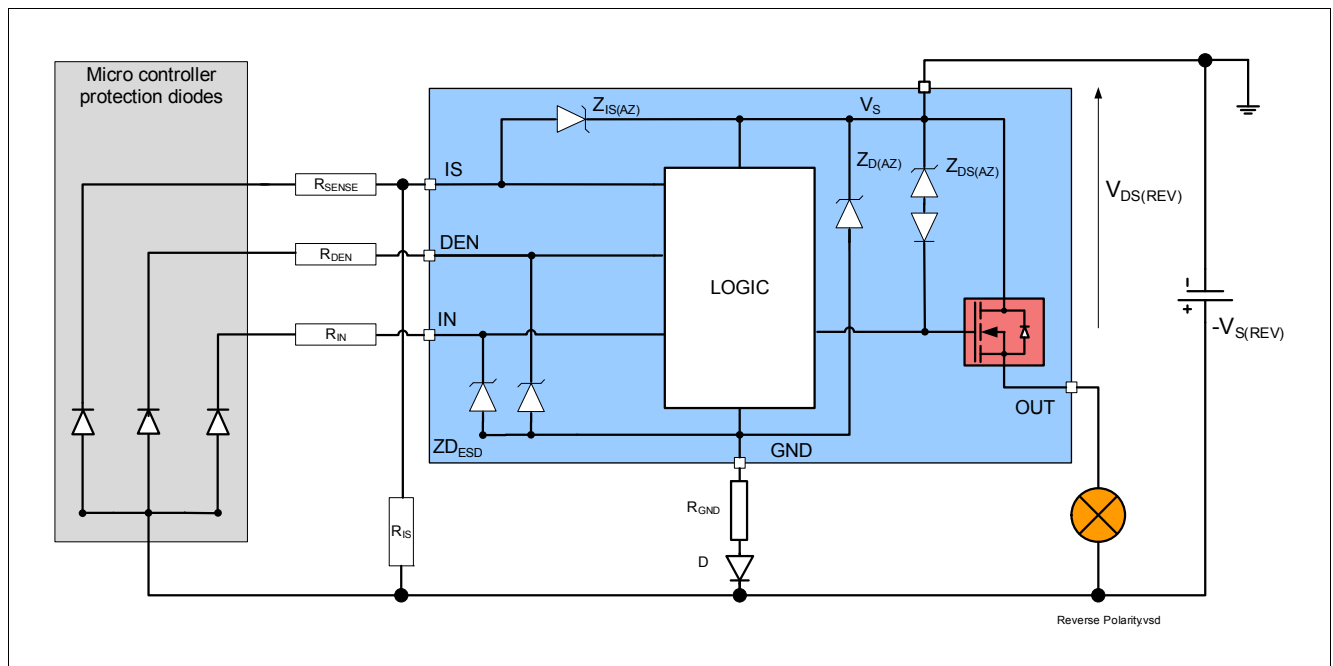 Micro controller
protection diodes
Z_IS(AZ)
V_S
Z_D(AZ)
Z_DS(AZ)
IS
R_SENSE
DEN
R_DEN
IN
R_IN
LOGIC
V_DS(REV)
-
+
-V_S(REV)
OUT
ZD_ESD
GND
R_GND
R_IS
D
Reverse Polarity.vsd